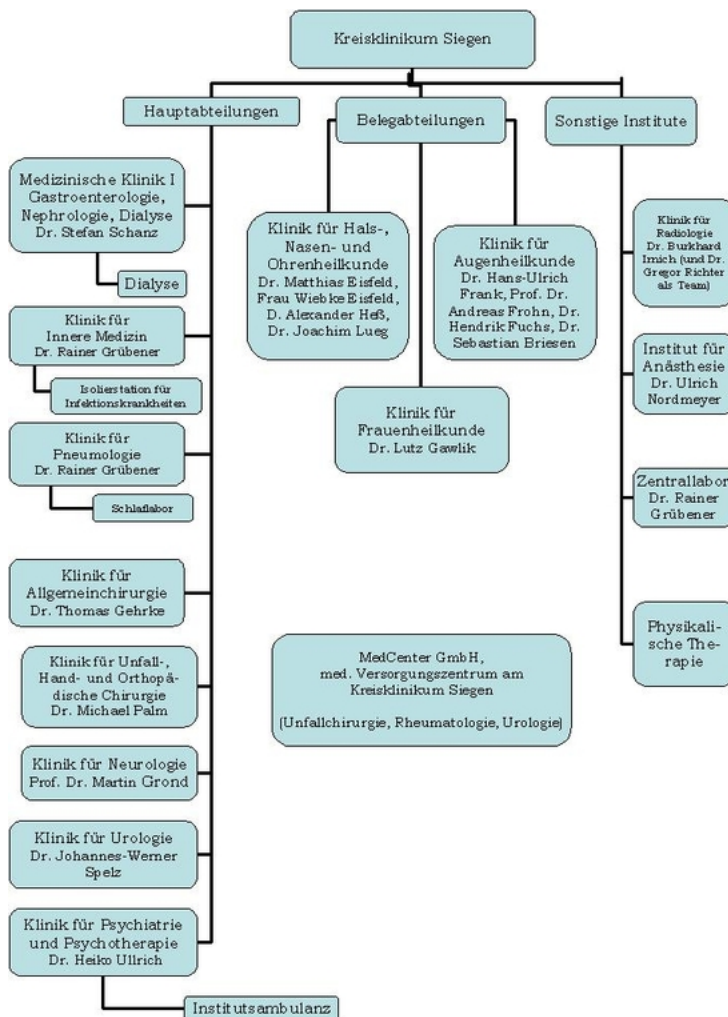 Kreisklinikum Siegen
Hauptabteilungen
Belegabteilungen
Sonstige Institute
Medizinische Klinik I
Gastroenterologie,
Nephrologie, Dialyse
Dr. Stefan Schanz
Dialyse
Klinik für
Innere Medizin
Dr. Rainer Grübener
Isolierstation für
Infektionskrankheiten
Klinik für
Pneumologie
Dr. Rainer Grübener
Schlaflabor
Klinik für
Allgemeinchirurgie
Dr. Thomas Gehrke
Klinik für Unfall-,
Hand- und Orthopä-
dische Chirurgie
Dr. Michael Palm
Klinik für Neurologie
Prof. Dr. Martin Grond
Klinik für Urologie
Dr. Johannes-Werner
Spelz
Klinik für Psychiatrie
und Psychotherapie
Dr. Heiko Ullrich
Institutsambulanz
Klinik für Hals-,
Nasen- und
Ohrenheilkunde
Dr. Matthias Eisfeld,
Frau Wiebke Eisfeld,
D. Alexander Heß,
Dr. Joachim Lueg
Klinik für
Augenheilkunde
Dr. Hans-Ulrich
Frank, Prof. Dr.
Andreas Frohn, Dr.
Hendrik Fuchs, Dr.
Sebastian Briesen
Klinik für
Frauenheilkunde
Dr. Lutz Gawlik
MedCenter GmbH,
med. Versorgungszentrum am
Kreisklinikum Siegen
(Unfallchirurgie, Rheumatologie, Urologie)
Klinik für
Radiologie
Dr. Burkhard
Imich (und Dr.
Gregor Richter
als Team)
Institut für
Anästhesie
Dr. Ulrich
Nordmeyer
Zentrallabor
Dr. Rainer
Grübener
Physikali-
sche The-
rapie